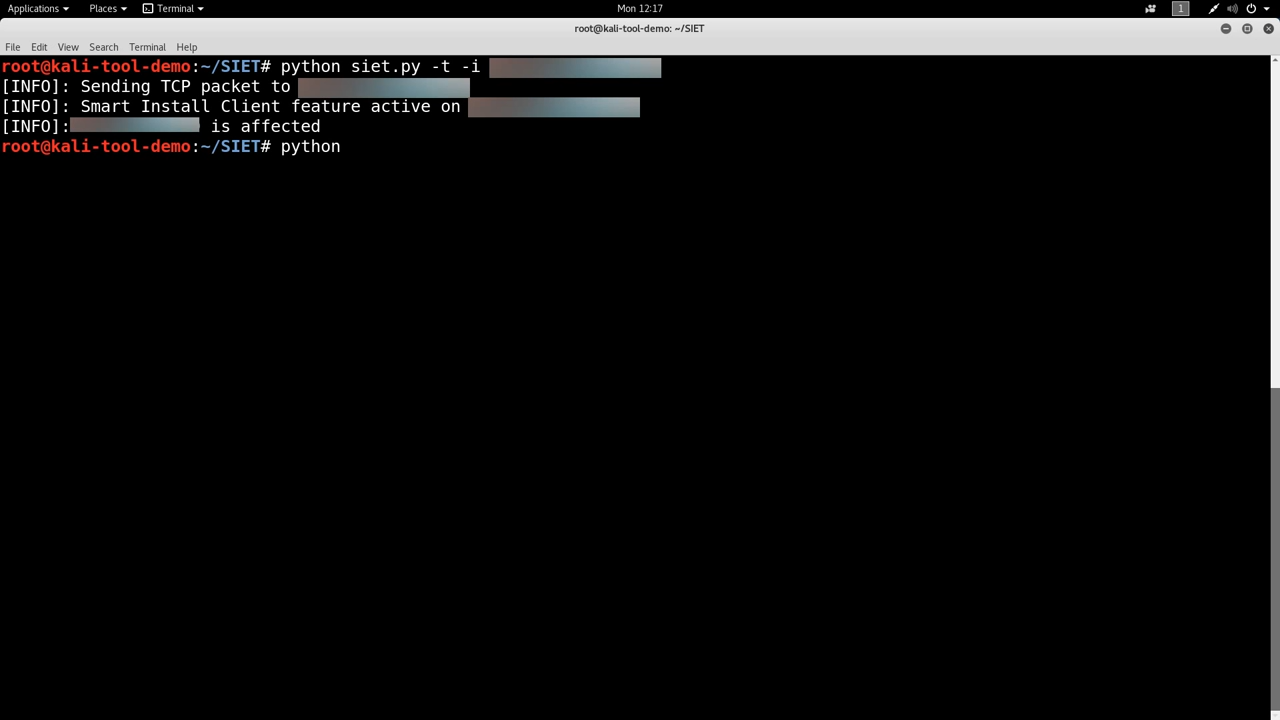 Applications Places Terminal Mon 12:17 1
root@kali-tool-demo: ~/SIET
File Edit View Search Terminal Help
root@kali-tool-demo:~/SIET# python siet.py -t -i
[INFO]: Sending TCP packet to
[INFO]: Smart Install Client feature active on
[INFO]: is affected
root@kali-tool-demo:~/SIET# python